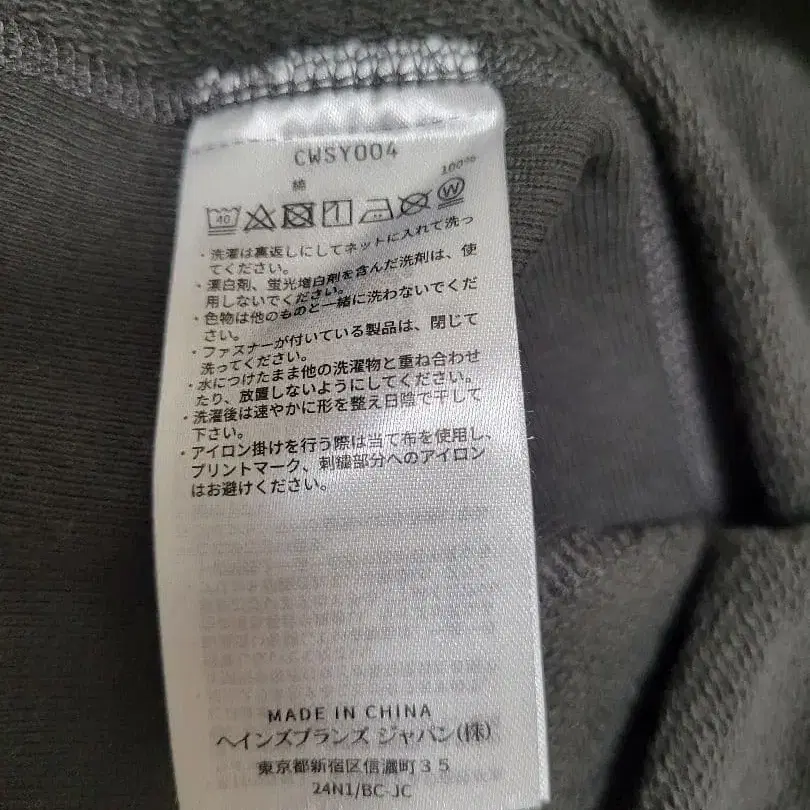 CWSY004
綿 100%
40 W
・洗濯は裏返しにしてネットに入れて洗っ
てください。
・漂白剤、蛍光増白剤を含んだ洗剤は、使
用しないでください。
・色物は他のものと一緒に洗わないでくだ
さい。
・ファスナーが付いている製品は、閉じて
洗ってください。
・水につけたまま他の洗濯物と重ね合わせ
たり、放置しないようにしてください。
・洗濯後は速やかに形を整え日陰で干して
下さい。
・アイロン掛けを行う際は当て布を使用し、
プリントマーク、刺繍部分へのアイロン
はお避けください。
MADE IN CHINA
ヘインズブランズ ジャパン(株)
東京都新宿区信濃町35
24N1/BC-JC